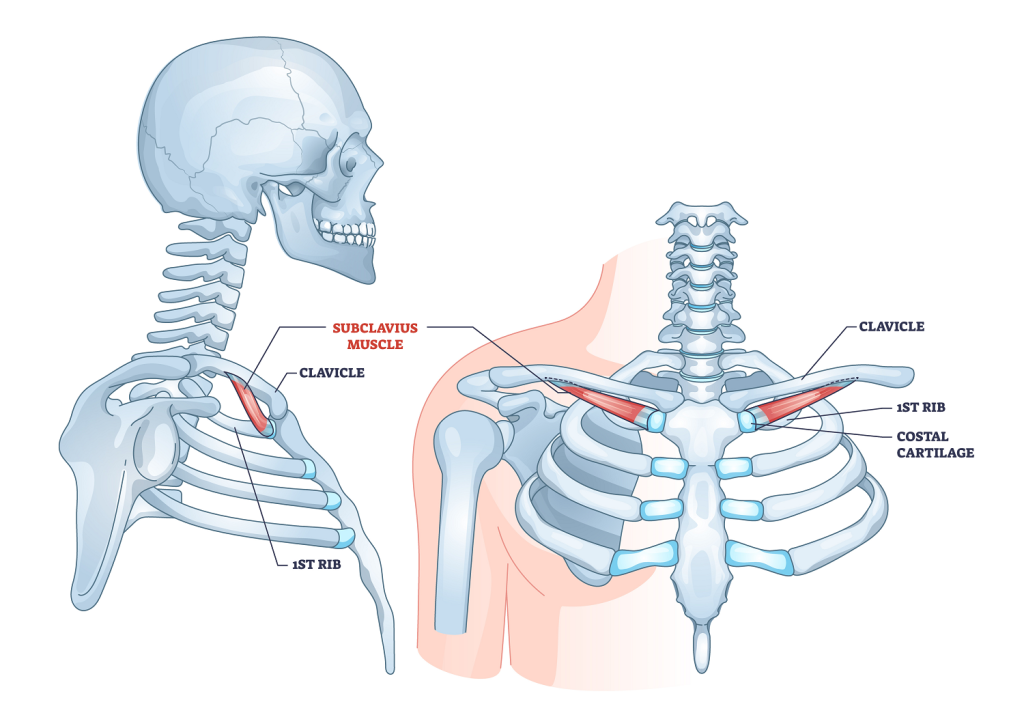 SUBCLAVIUS
MUSCLE
CLAVICLE
1ST RIB
CLAVICLE
1ST RIB
COSTAL
CARTILAGE